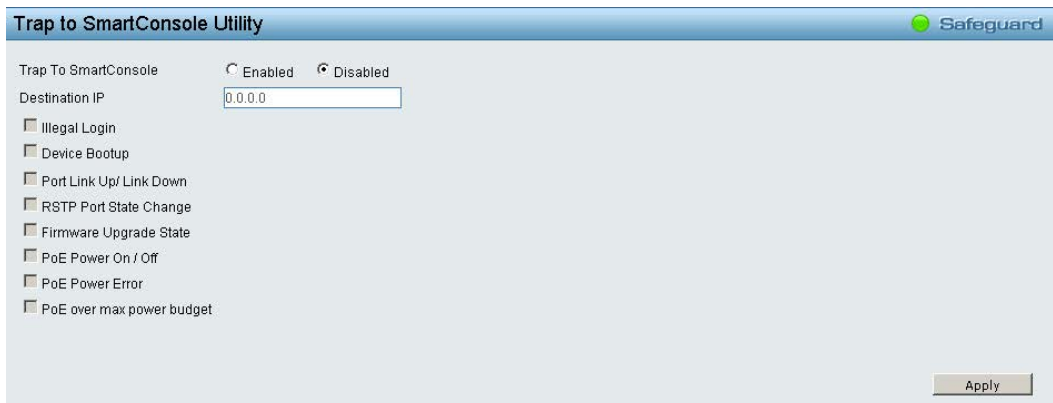 Trap to SmartConsole Utility Safeguard
Trap To SmartConsole Enabled Disabled
Destination IP 0.0.0.0
Illegal Login
Device Bootup
Port Link Up/ Link Down
RSTP Port State Change
Firmware Upgrade State
PoE Power On / Off
PoE Power Error
PoE over max power budget
Apply